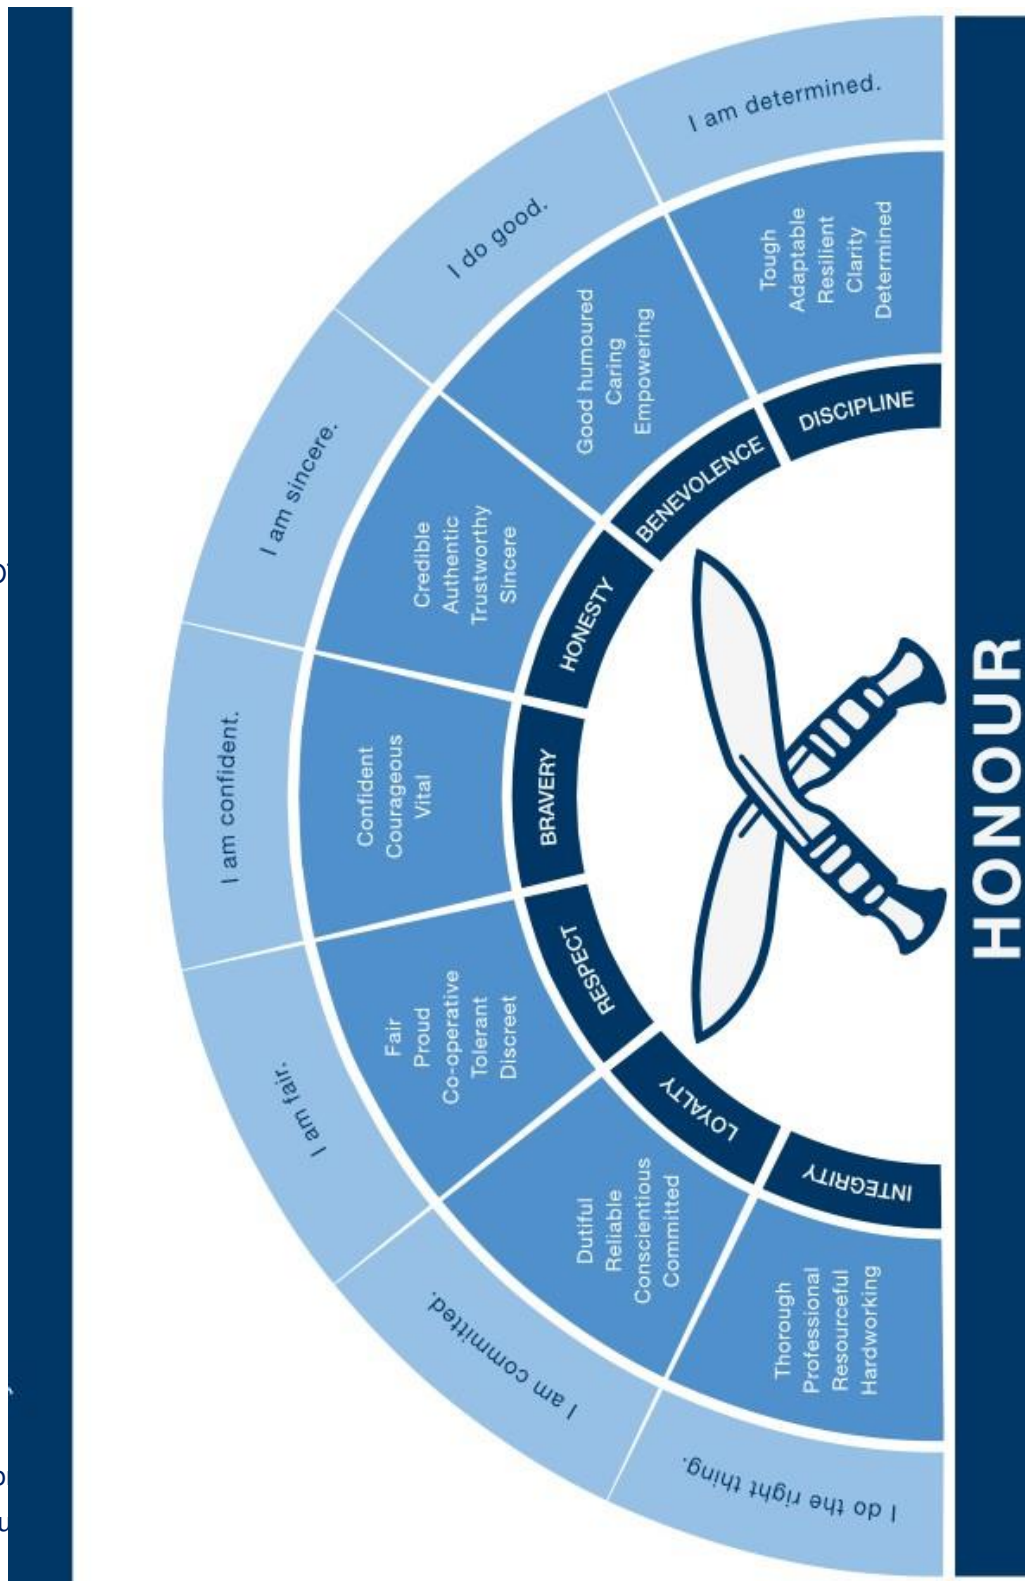 I do the right thing.
I am committed.
I am fair.
I am confident.
I am sincere.
I do good.
I am determined.
Thorough
Professional
Resourceful
Hardworking
Dutiful
Reliable
Conscientious
Committed
Fair
Proud
Co-operative
Tolerant
Discreet
Confident
Courageous
Vital
Credible
Authentic
Trustworthy
Sincere
Good humoured
Caring
Empowering
Tough
Adaptable
Resilient
Clarity
Determined
INTEGRITY
LOYALTY
RESPECT
BRAVERY
HONESTY
BENEVOLENCE
DISCIPLINE
HONOUR